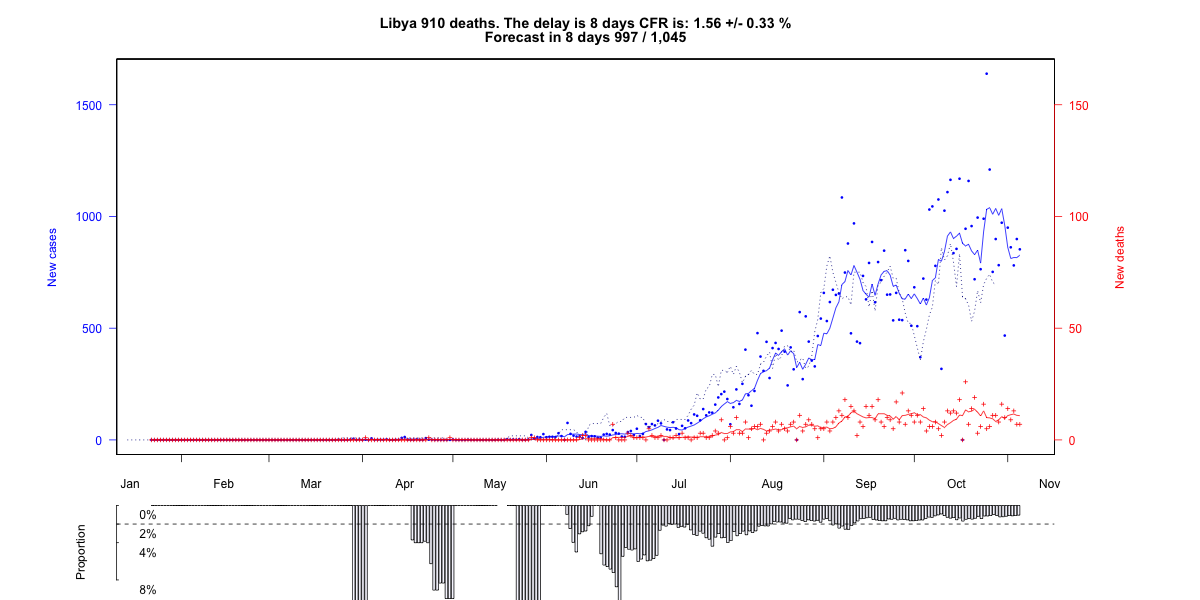 Libya 910 deaths. The delay is 8 days CFR is: 1.56 +/- 0.33 %
Forecast in 8 days 997 / 1,045
1500
1000
500
0
New cases
150
100
50
0
New deaths
Jan Feb Mar Apr May Jun Jul Aug Sep Oct Nov
Proportion
0%
2%
4%
8%